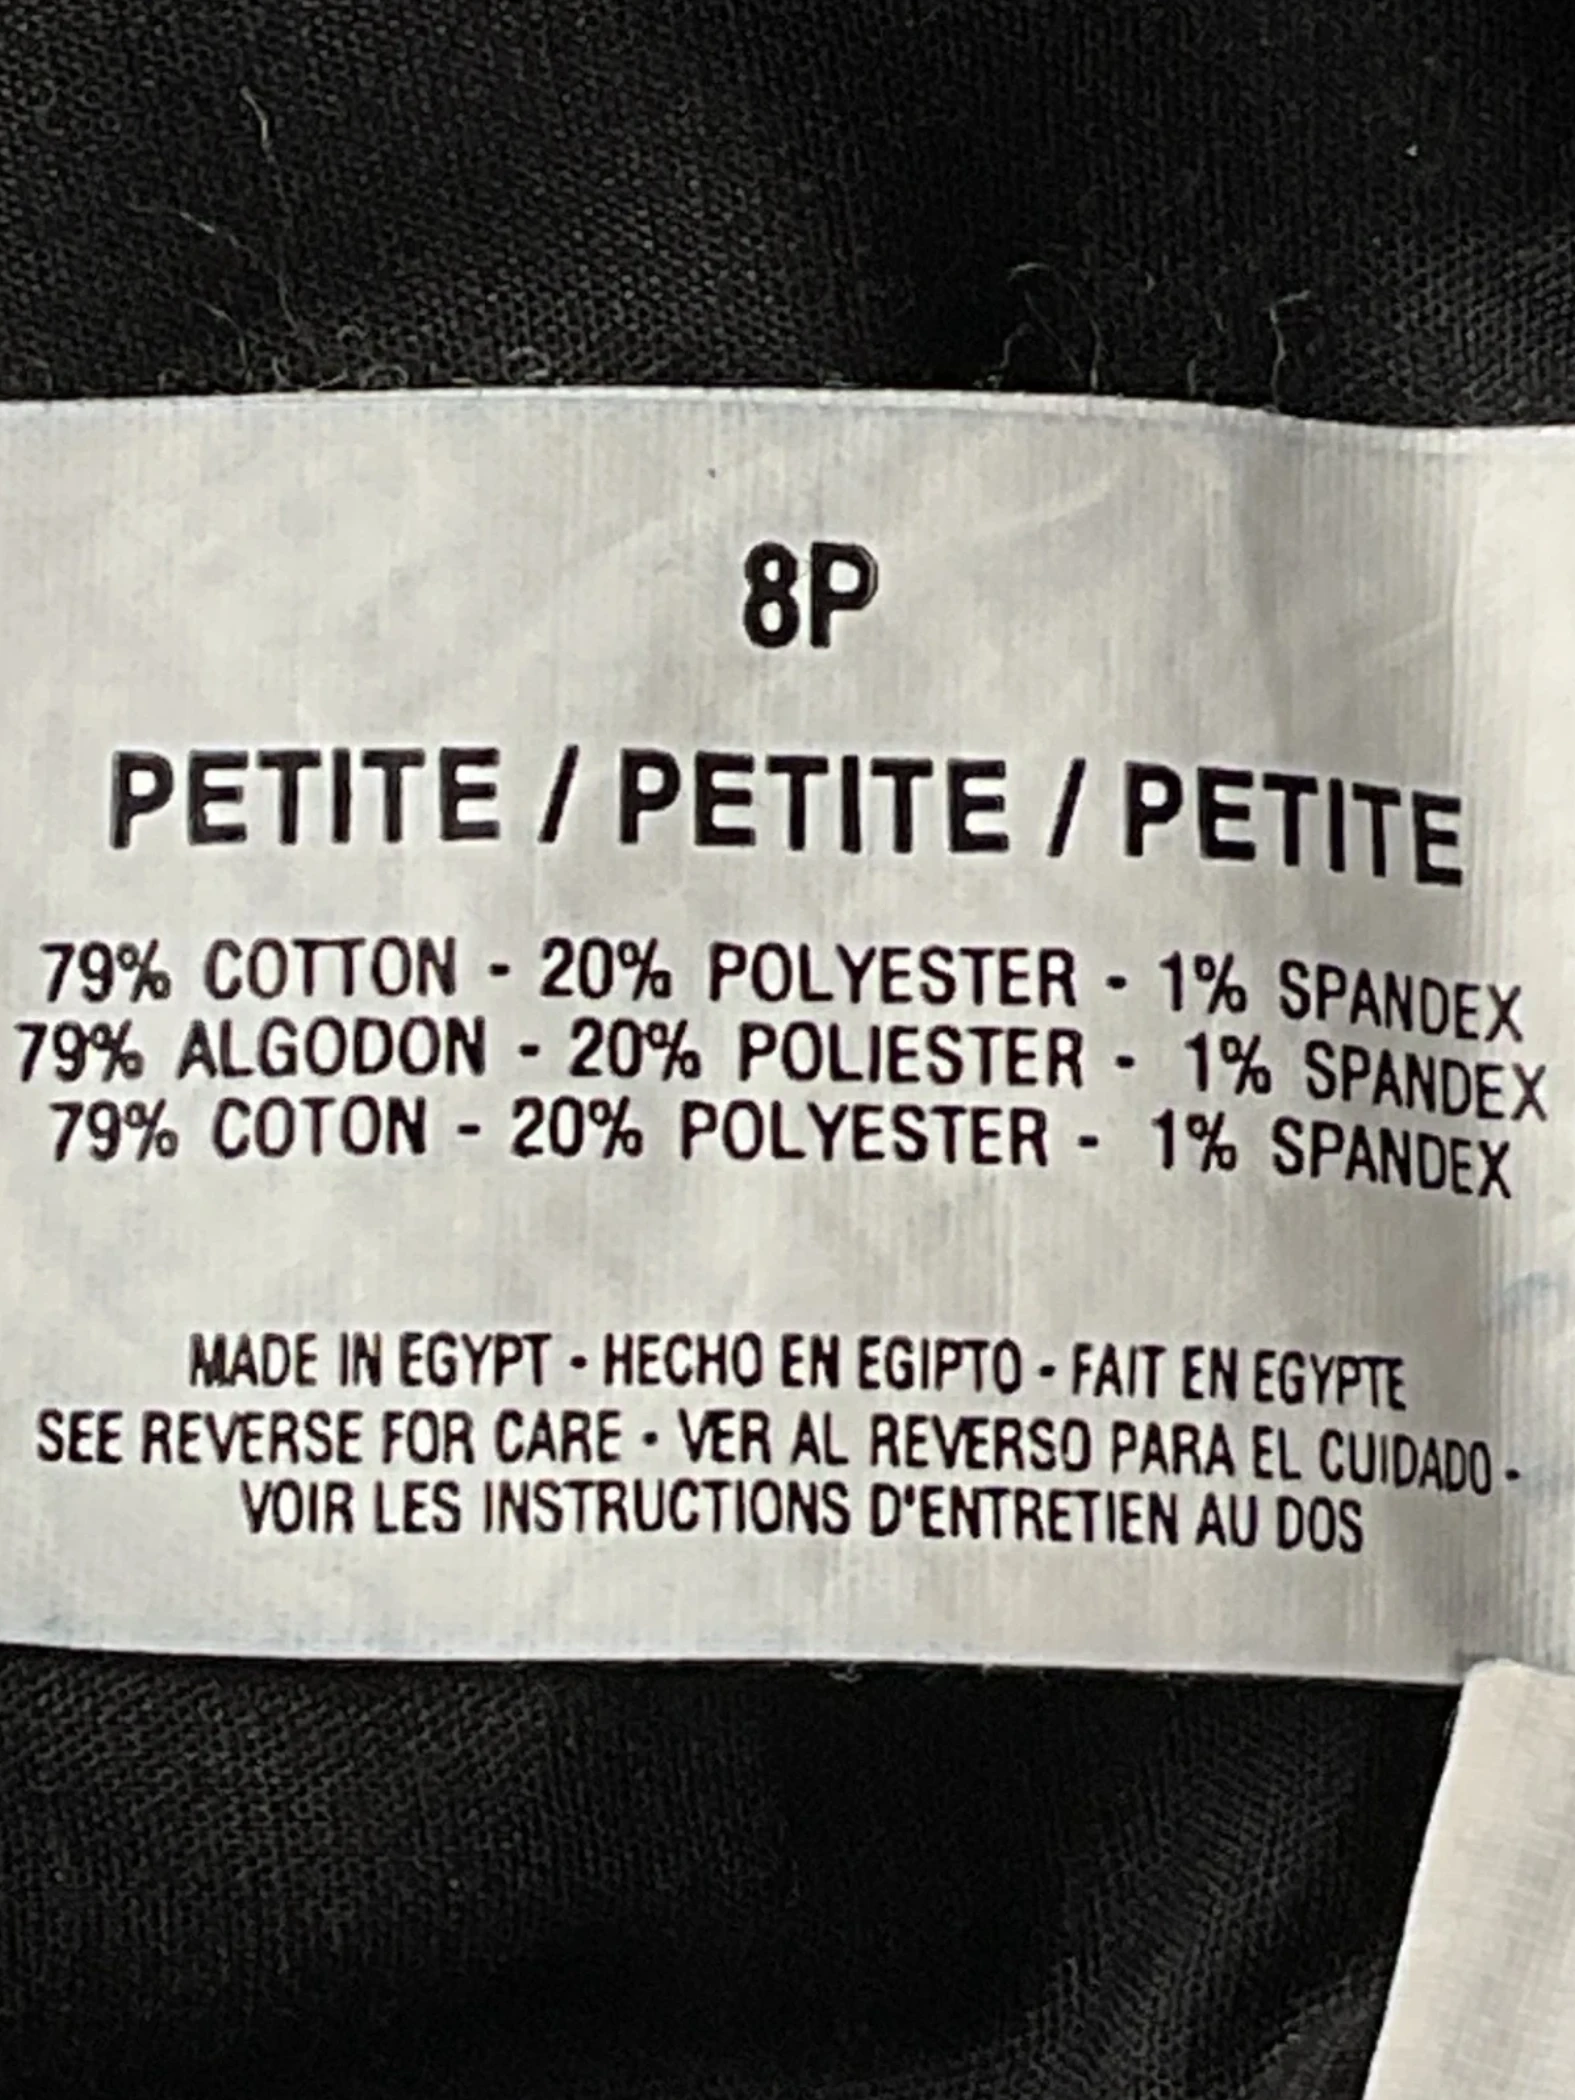 8P
PETITE / PETITE / PETITE
79% COTTON - 20% POLYESTER - 1% SPANDEX
79% ALGODON - 20% POLIESTER - 1% SPANDEX
79% COTON - 20% POLYESTER - 1% SPANDEX
MADE IN EGYPT - HECHO EN EGIPTO - FAIT EN EGYPTE
SEE REVERSE FOR CARE - VER AL REVERSO PARA EL CUIDADO -
VOIR LES INSTRUCTIONS D'ENTRETIEN AU DOS